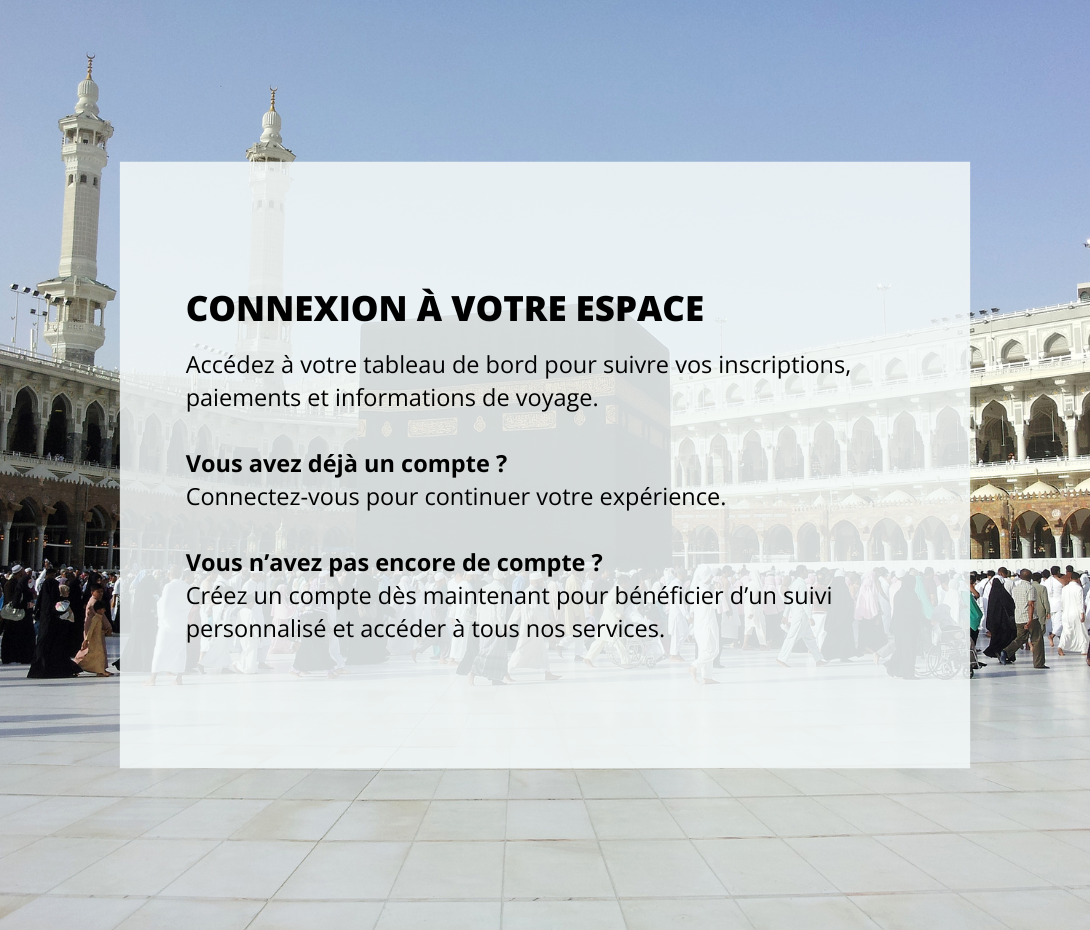 CONNEXION À VOTRE ESPACE
Accédez à votre tableau de bord pour suivre vos inscriptions,
paiements et informations de voyage.
Vous avez déjà un compte ?
Connectez-vous pour continuer votre expérience.
Vous n’avez pas encore de compte ?
Créez un compte dès maintenant pour bénéficier d’un suivi
personnalisé et accéder à tous nos services.